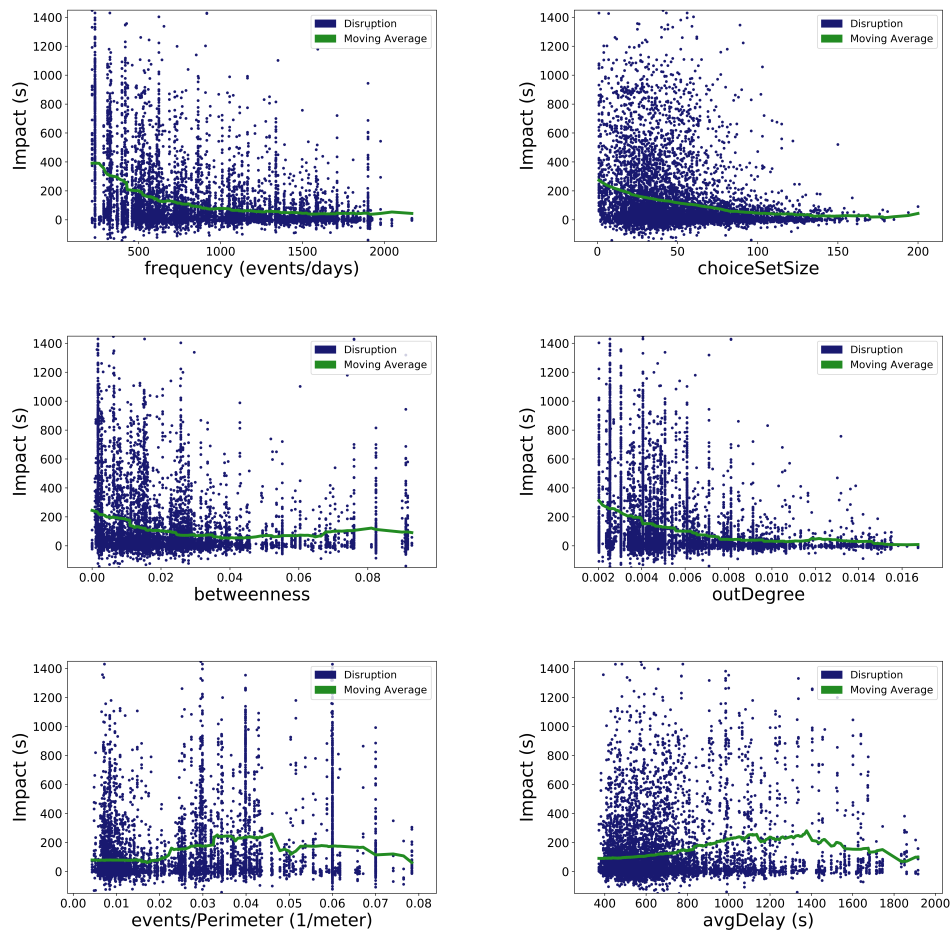 1400
1200
1000
800
600
400
200
0
Impact (s)
Disruption
Moving Average
500 1000 1500 2000
frequency (events/days)
1400
1200
1000
800
600
400
200
0
Impact (s)
Disruption
Moving Average
0 50 100 150 200
choiceSetSize
1400
1200
1000
800
600
400
200
0
Impact (s)
Disruption
Moving Average
0.00 0.02 0.04 0.06 0.08
betweenness
1400
1200
1000
800
600
400
200
0
Impact (s)
Disruption
Moving Average
0.002 0.004 0.006 0.008 0.010 0.012 0.014 0.016
outDegree
1400
1200
1000
800
600
400
200
0
Impact (s)
Disruption
Moving Average
0.00 0.01 0.02 0.03 0.04 0.05 0.06 0.07 0.08
events/Perimeter (1/meter)
1400
1200
1000
800
600
400
200
0
Impact (s)
Disruption
Moving Average
400 600 800 1000 1200 1400 1600 1800 2000
avgDelay (s)